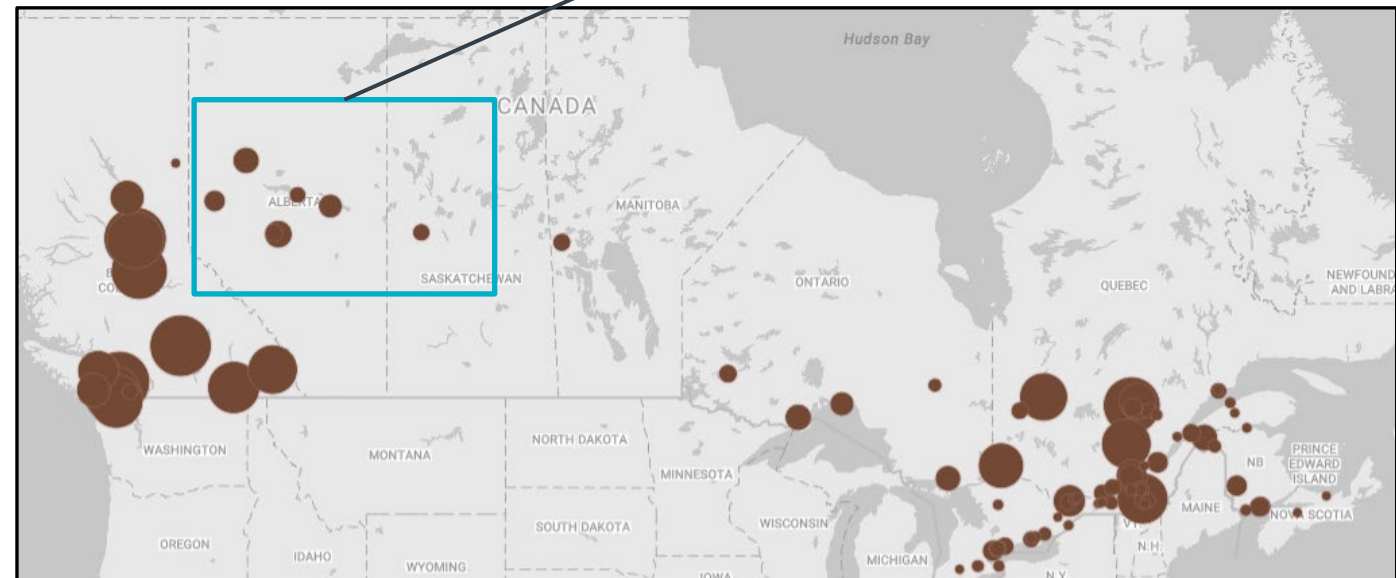 Hudson Bay
CANADA
ALBERTA
MANITOBA
SASKATCHEWAN
ONTARIO
QUEBEC
NEWFOUND
AND LABRA
WASHINGTON
MONTANA
NORTH DAKOTA
MINNESOTA
NB
PRINCE
EDWARD
ISLAND
MAINE
NOVA SCOTIA
SOUTH DAKOTA
WISCONSIN
VT.
N.H.
OREGON
IDAHO
WYOMING
MICHIGAN
IOWA
N.Y.